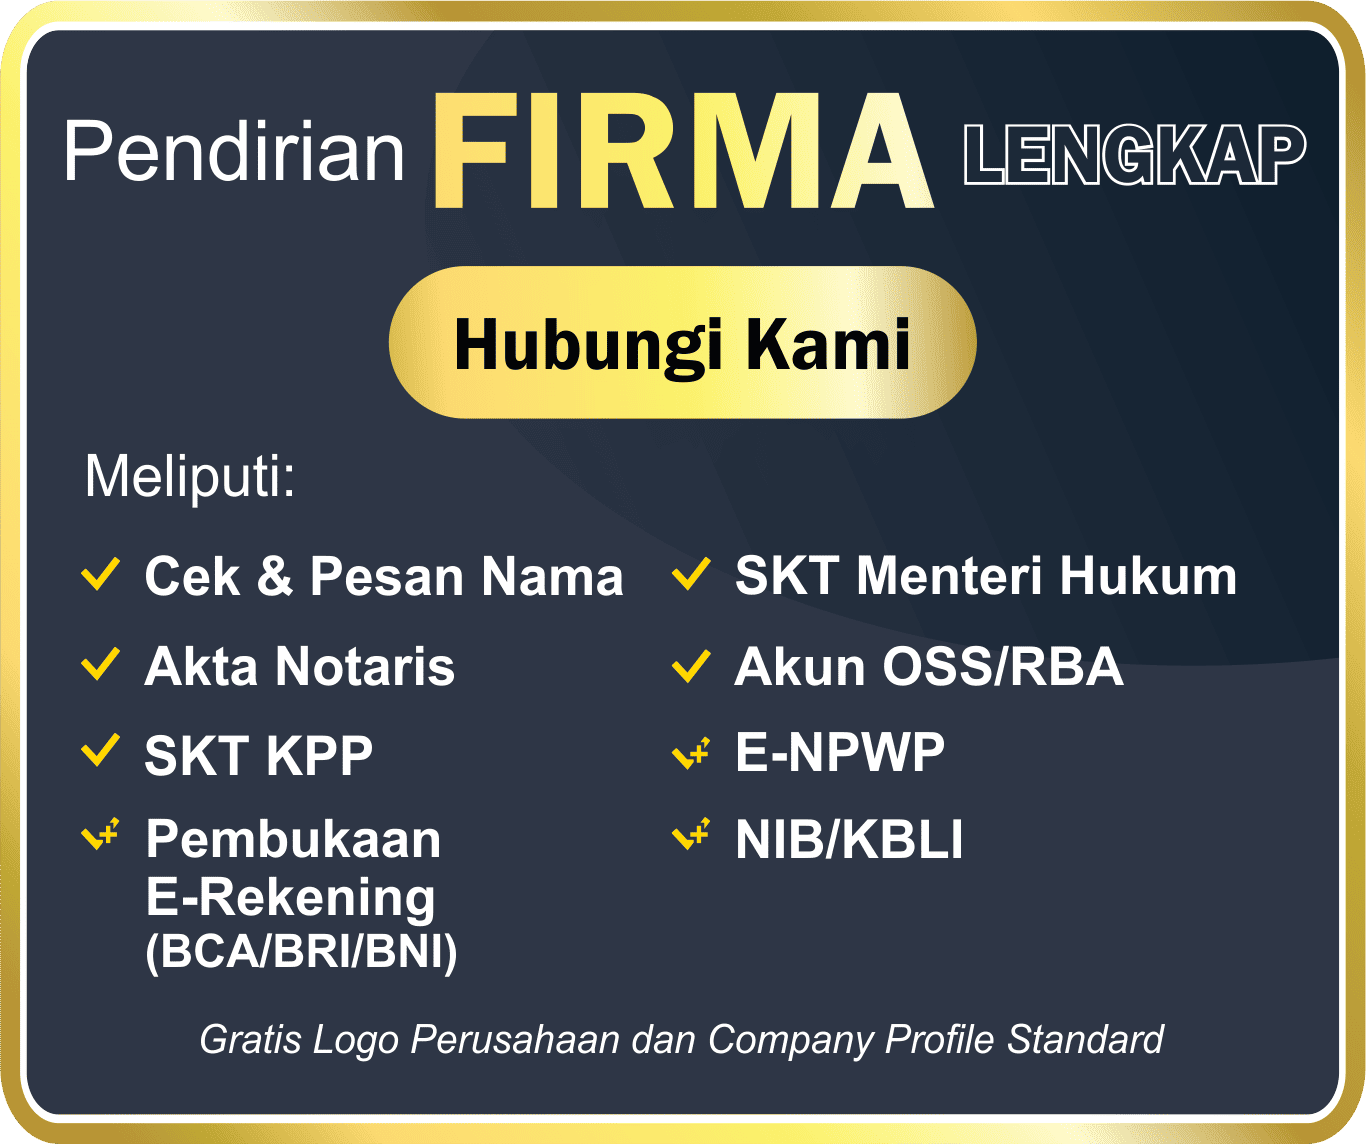 Pendirian FIRMA LENGKAP
Hubungi Kami
Meliputi:
Cek & Pesan Nama
Akta Notaris
SKT KPP
Pembukaan
E-Rekening
(BCA/BRI/BNI)
SKT Menteri Hukum
Akun OSS/RBA
E-NPWP
NIB/KBLI
Gratis Logo Perusahaan dan Company Profile Standard